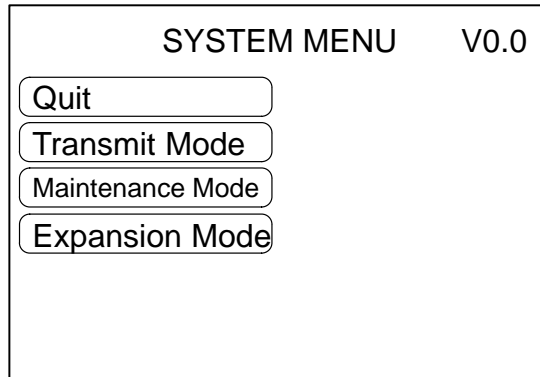 SYSTEM MENU V0.0
Quit
Transmit Mode
Maintenance Mode
Expansion Mode